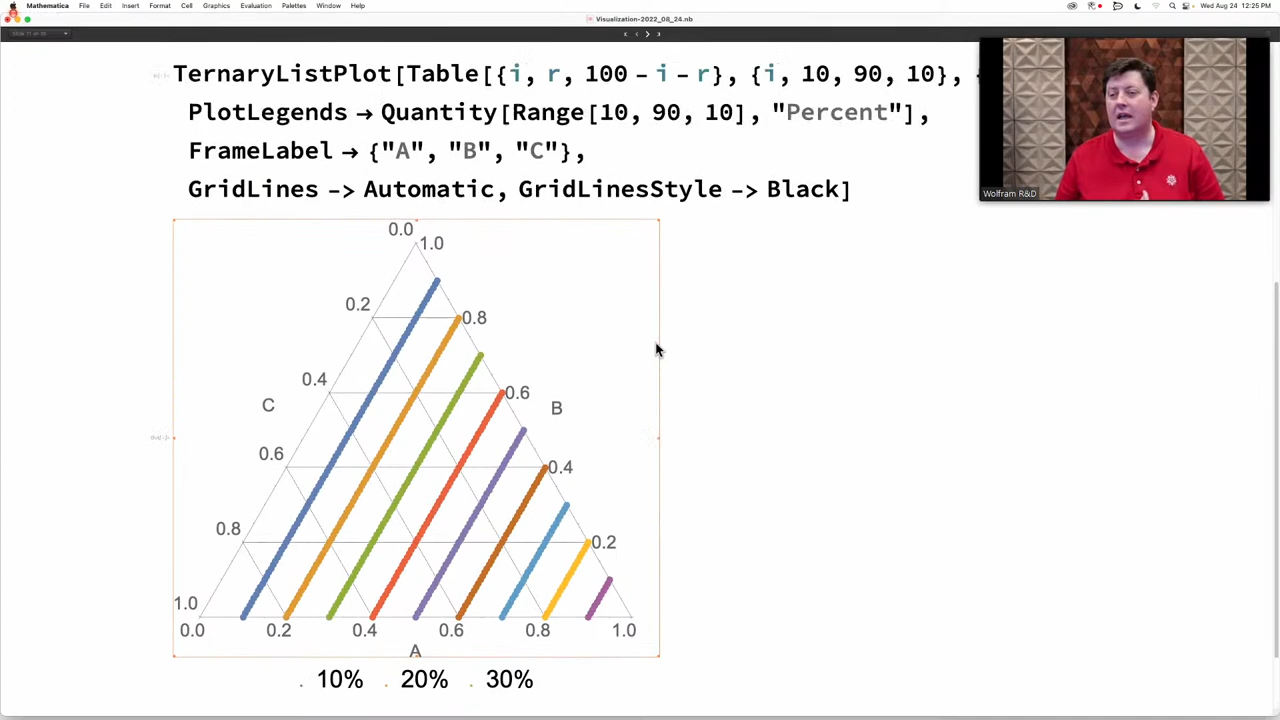 Mathematica File Edit Insert Format Cell Graphics Evaluation Palettes Window Help Wed Aug 24 12:25 PM
Visualization-2022_08_24.nb
TernaryListPlot[Table[{i, r, 100 - i - r}, {i, 10, 90, 10},
PlotLegends → Quantity[Range[10, 90, 10], "Percent"],
FrameLabel → {"A", "B", "C"},
GridLines -> Automatic, GridLinesStyle -> Black]
Wolfram R&D
0.0
1.0
0.2
0.8
0.4
0.6
C
B
0.6
0.4
0.8
0.2
1.0
0.0 0.2 0.4 0.6 0.8 1.0
A
10% 20% 30%